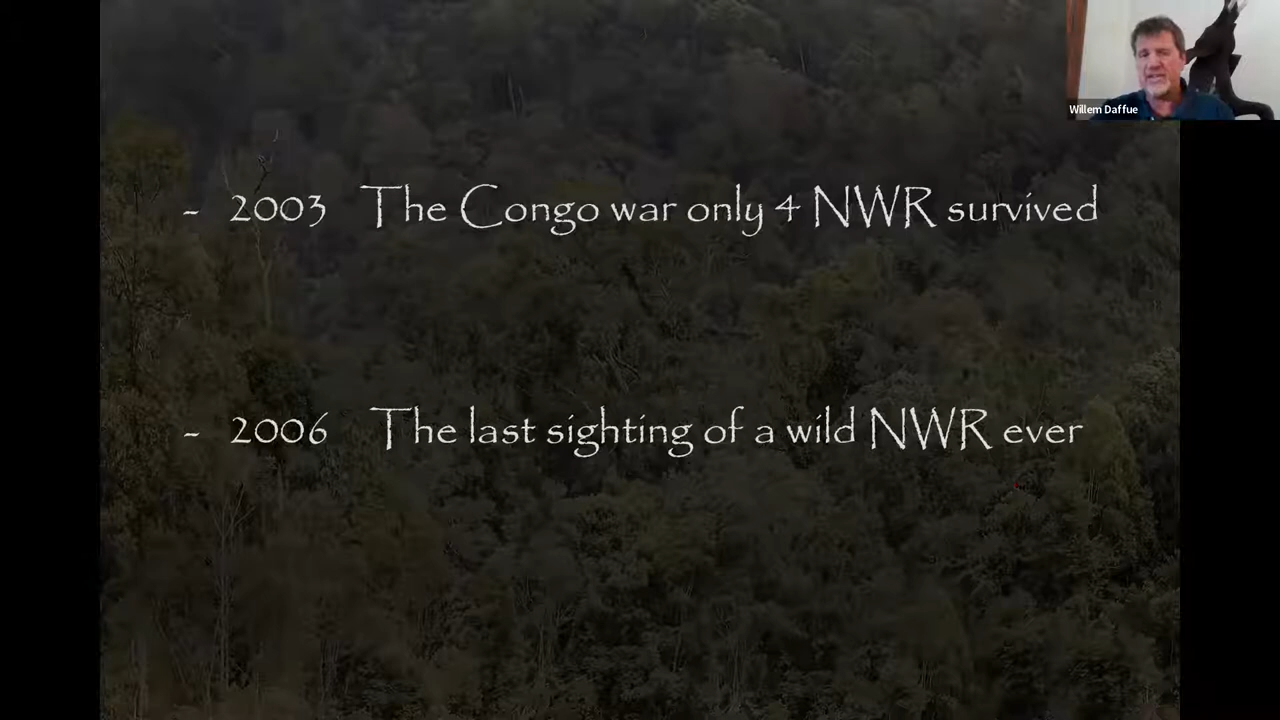 Willem Daffue
- 2003 The Congo war only 4 NWR survived
- 2006 The last sighting of a wild NWR ever